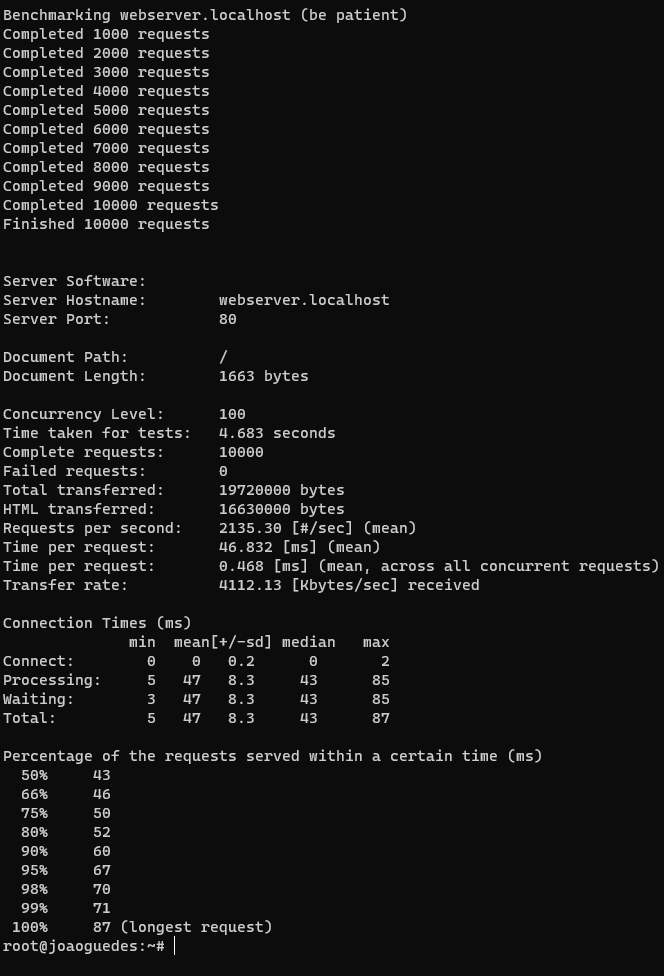 Benchmarking webserver.localhost (be patient)
Completed 1000 requests
Completed 2000 requests
Completed 3000 requests
Completed 4000 requests
Completed 5000 requests
Completed 6000 requests
Completed 7000 requests
Completed 8000 requests
Completed 9000 requests
Completed 10000 requests
Finished 10000 requests
Server Software:
Server Hostname:        webserver.localhost
Server Port:            80
Document Path:          /
Document Length:        1663 bytes
Concurrency Level:      100
Time taken for tests:   4.683 seconds
Complete requests:      10000
Failed requests:        0
Total transferred:      19720000 bytes
HTML transferred:       16630000 bytes
Requests per second:    2135.30 [#/sec] (mean)
Time per request:       46.832 [ms] (mean)
Time per request:       0.468 [ms] (mean, across all concurrent requests)
Transfer rate:          4112.13 [Kbytes/sec] received
Connection Times (ms)
              min  mean[+/-sd] median   max
Connect:        0    0   0.2      0       2
Processing:     5   47   8.3     43      85
Waiting:        3   47   8.3     43      85
Total:          5   47   8.3     43      87
Percentage of the requests served within a certain time (ms)
  50%     43
  66%     46
  75%     50
  80%     52
  90%     60
  95%     67
  98%     70
  99%     71
 100%     87 (longest request)
root@joaoguedes:~#